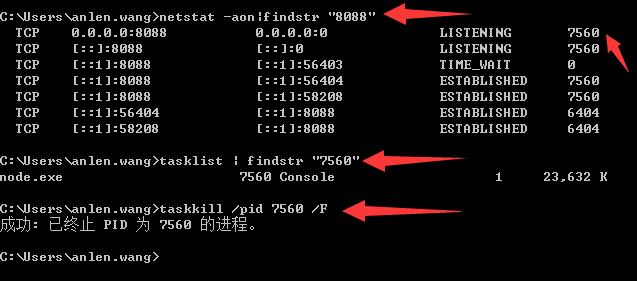 C:\Users\anlen.wang>netstat -aon|findstr "8088"
TCP 0.0.0.0:8088 0.0.0.0:0 LISTENING 7560
TCP [::]:8088 [::]:0 LISTENING 7560
TCP [::1]:8088 [::1]:56403 TIME_WAIT 0
TCP [::1]:8088 [::1]:56404 ESTABLISHED 7560
TCP [::1]:8088 [::1]:58208 ESTABLISHED 7560
TCP [::1]:56404 [::1]:8088 ESTABLISHED 6404
TCP [::1]:58208 [::1]:8088 ESTABLISHED 6404
C:\Users\anlen.wang>tasklist | findstr "7560"
node.exe 7560 Console 1 23,632 K
C:\Users\anlen.wang>taskkill /pid 7560 /F
成功: 已终止 PID 为 7560 的进程。
C:\Users\anlen.wang>